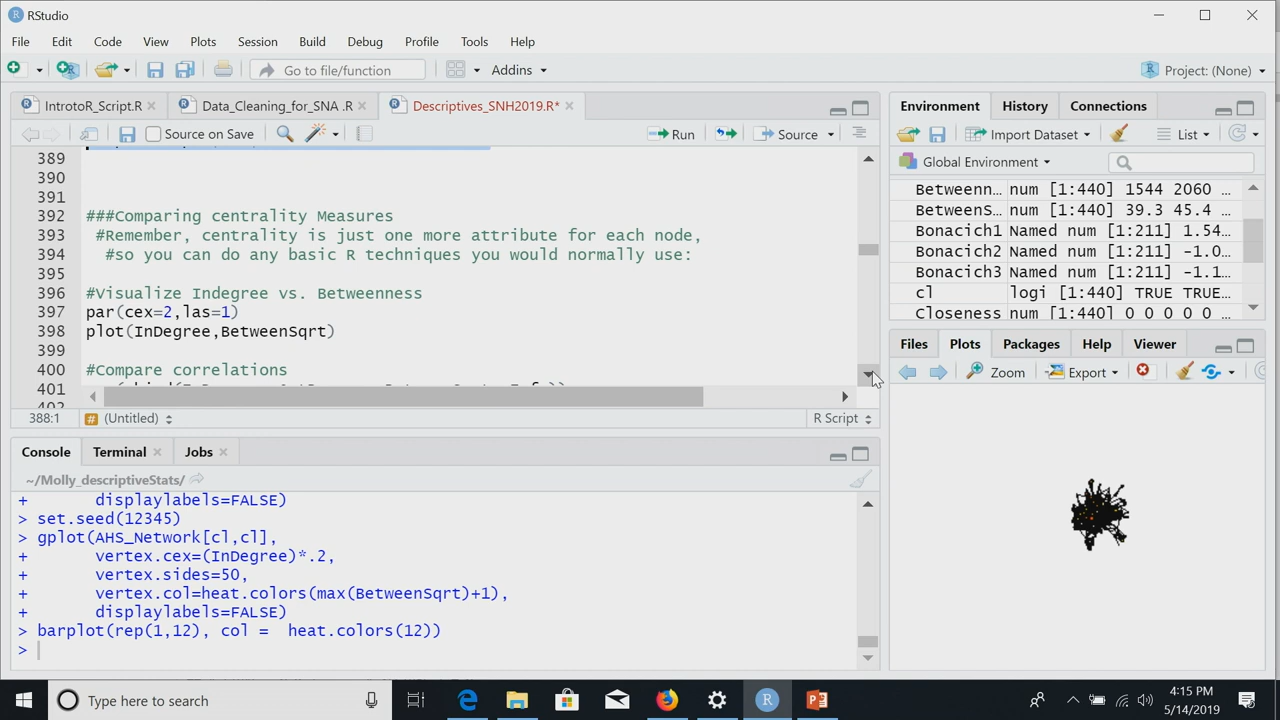 RStudio
File Edit Code View Plots Session Build Debug Profile Tools Help
Go to file/function Addins Project: (None)
IntrotoR_Script.R Data_Cleaning_for_SNA .R Descriptives_SNH2019.R*
Source on Save Run Source
389
390
391
392 ###Comparing centrality Measures
393 #Remember, centrality is just one more attribute for each node,
394 #so you can do any basic R techniques you would normally use:
395
396 #Visualize Indegree vs. Betweenness
397 par(cex=2,las=1)
398 plot(InDegree,BetweenSqrt)
399
400 #Compare correlations
401
402
388:1 # (Untitled) R Script
Console Terminal Jobs
~/Molly_descriptiveStats/
+ displaylabels=FALSE)
> set.seed(12345)
> gplot(AHS_Network[cl,cl],
+ vertex.cex=(InDegree)*.2,
+ vertex.sides=50,
+ vertex.col=heat.colors(max(BetweenSqrt)+1),
+ displaylabels=FALSE)
> barplot(rep(1,12), col = heat.colors(12))
>
Environment History Connections
Import Dataset List
Global Environment
Betweenn… num [1:440] 1544 2060 …
BetweenS… num [1:440] 39.3 45.4 …
Bonacich1 Named num [1:211] 1.54…
Bonacich2 Named num [1:211] -1.0…
Bonacich3 Named num [1:211] -1.1…
cl logi [1:440] TRUE TRUE…
Closeness num [1:440] 0 0 0 0 0 …
Files Plots Packages Help Viewer
Zoom Export
Type here to search
4:15 PM
5/14/2019